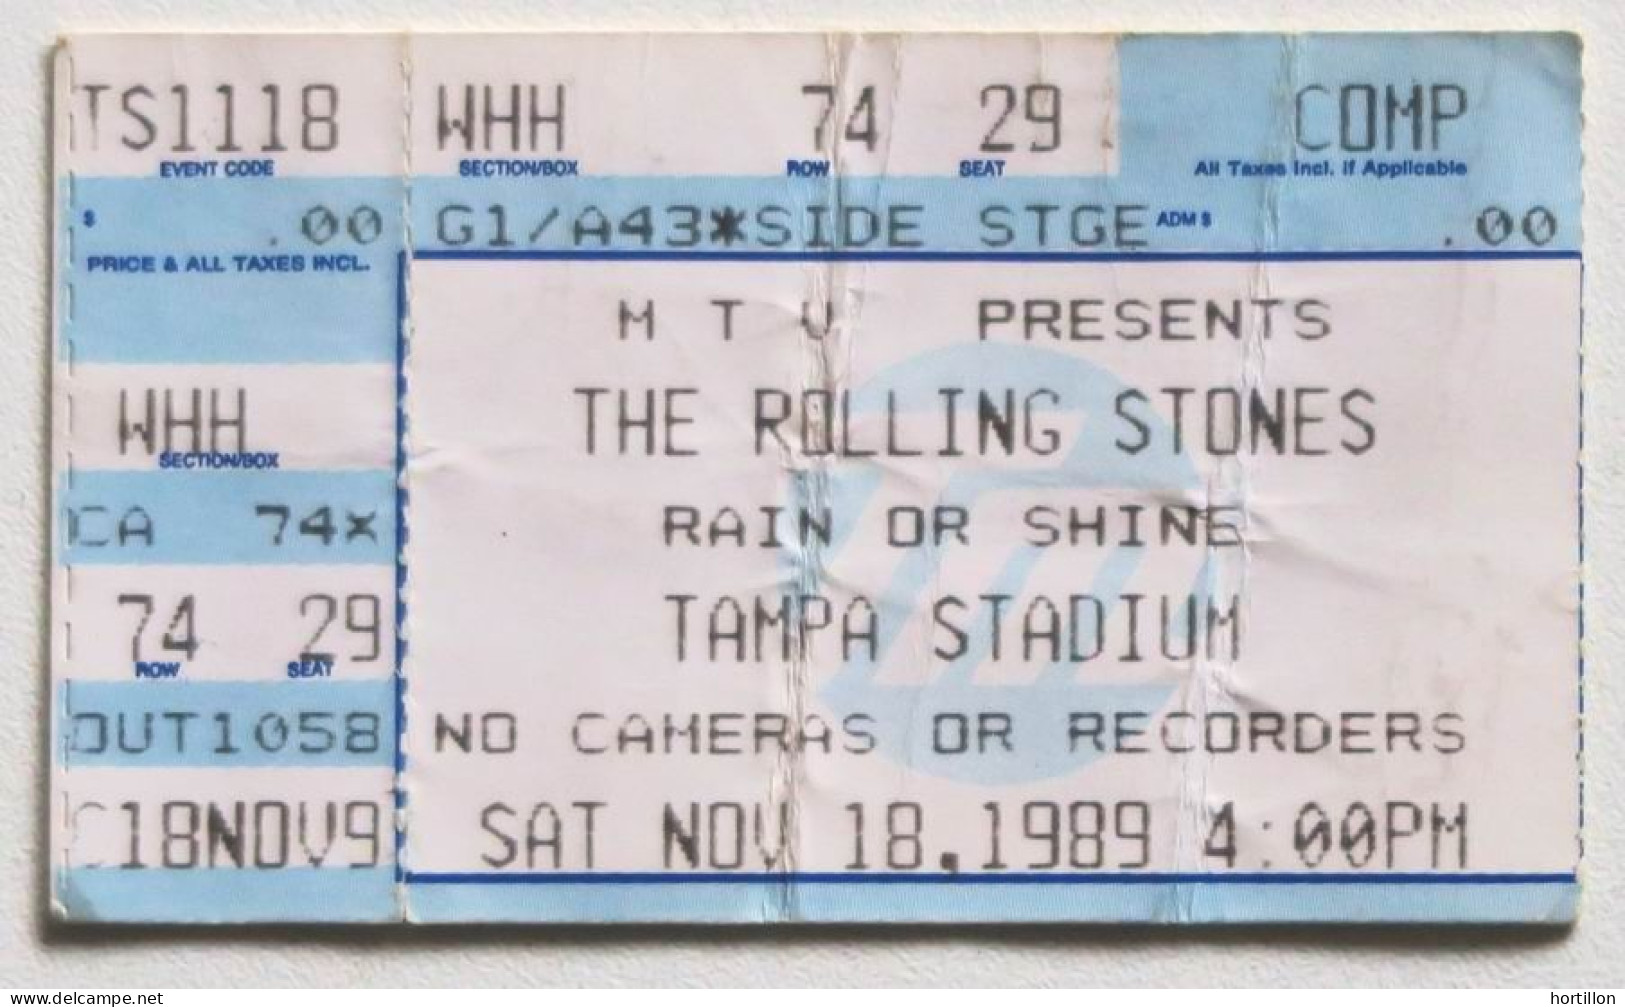 TS1118 WHH 74 29 COMP
EVENT CODE SECTION/BOX ROW SEAT All Taxes Incl. If Applicable
$ .00 G1/A43*SIDE STGE ADM $ .00
PRICE & ALL TAXES INCL.
M T V PRESENTS
WHH THE ROLLING STONES
SECTION/BOX
CA 74X RAIN OR SHINE
74 29 TAMPA STADIUM
ROW SEAT
OUT1058 NO CAMERAS OR RECORDERS
C18NOV9 SAT NOV 18,1989 4:00PM
www.delcampe.net hortillon